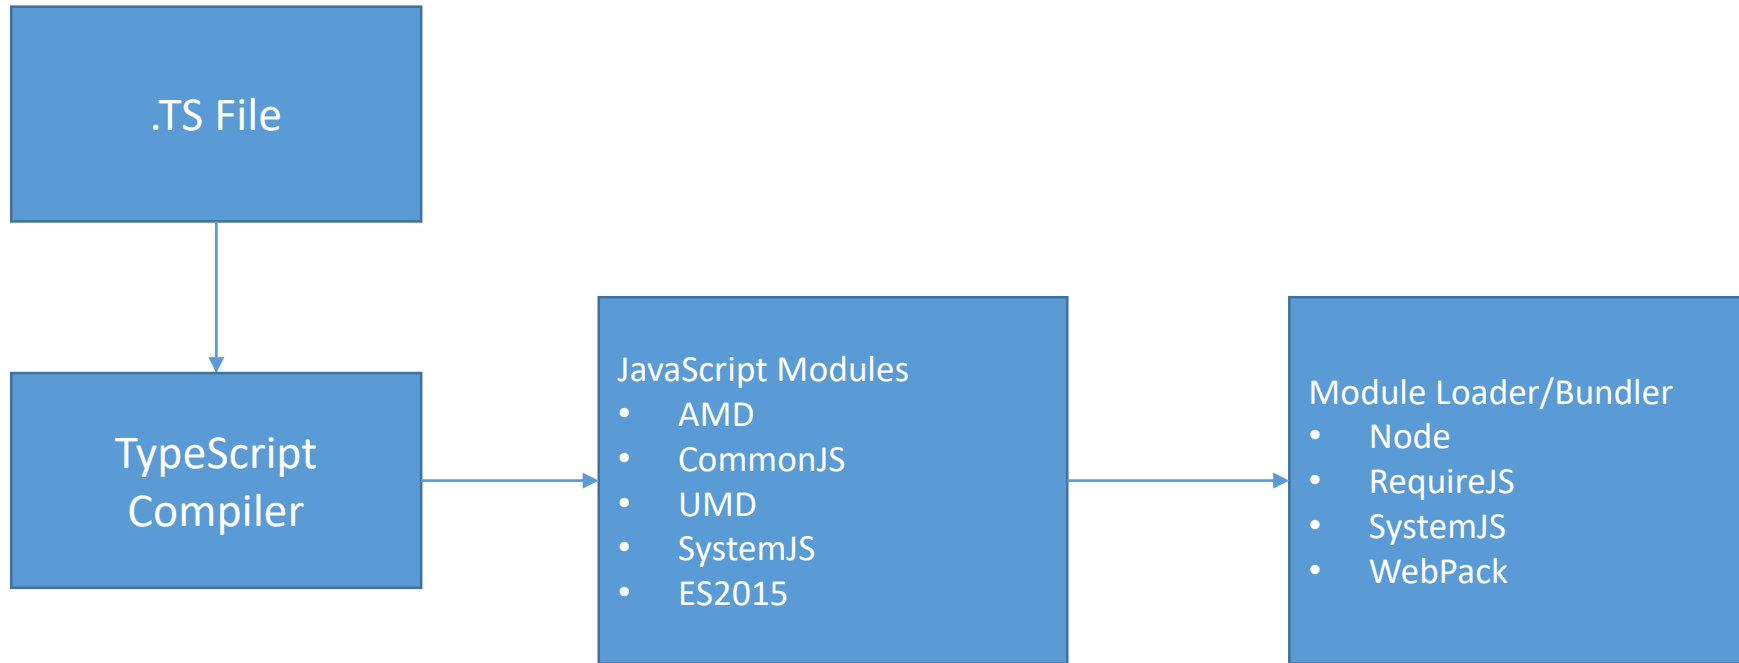 .TS File
TypeScript
Compiler
JavaScript Modules
• AMD
• CommonJS
• UMD
• SystemJS
• ES2015
Module Loader/Bundler
• Node
• RequireJS
• SystemJS
• WebPack